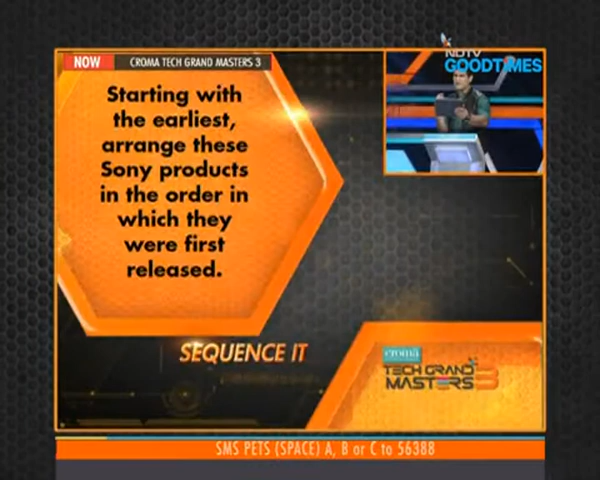 NDTV
GOODTIMES
NOW
CROMA TECH GRAND MASTERS 3
Starting with
the earliest,
arrange these
Sony products
in the order in
which they
were first
released.
SEQUENCE IT
croma
TECH GRAND
MASTERS 3
SMS PETS (SPACE) A, B or C to 56388